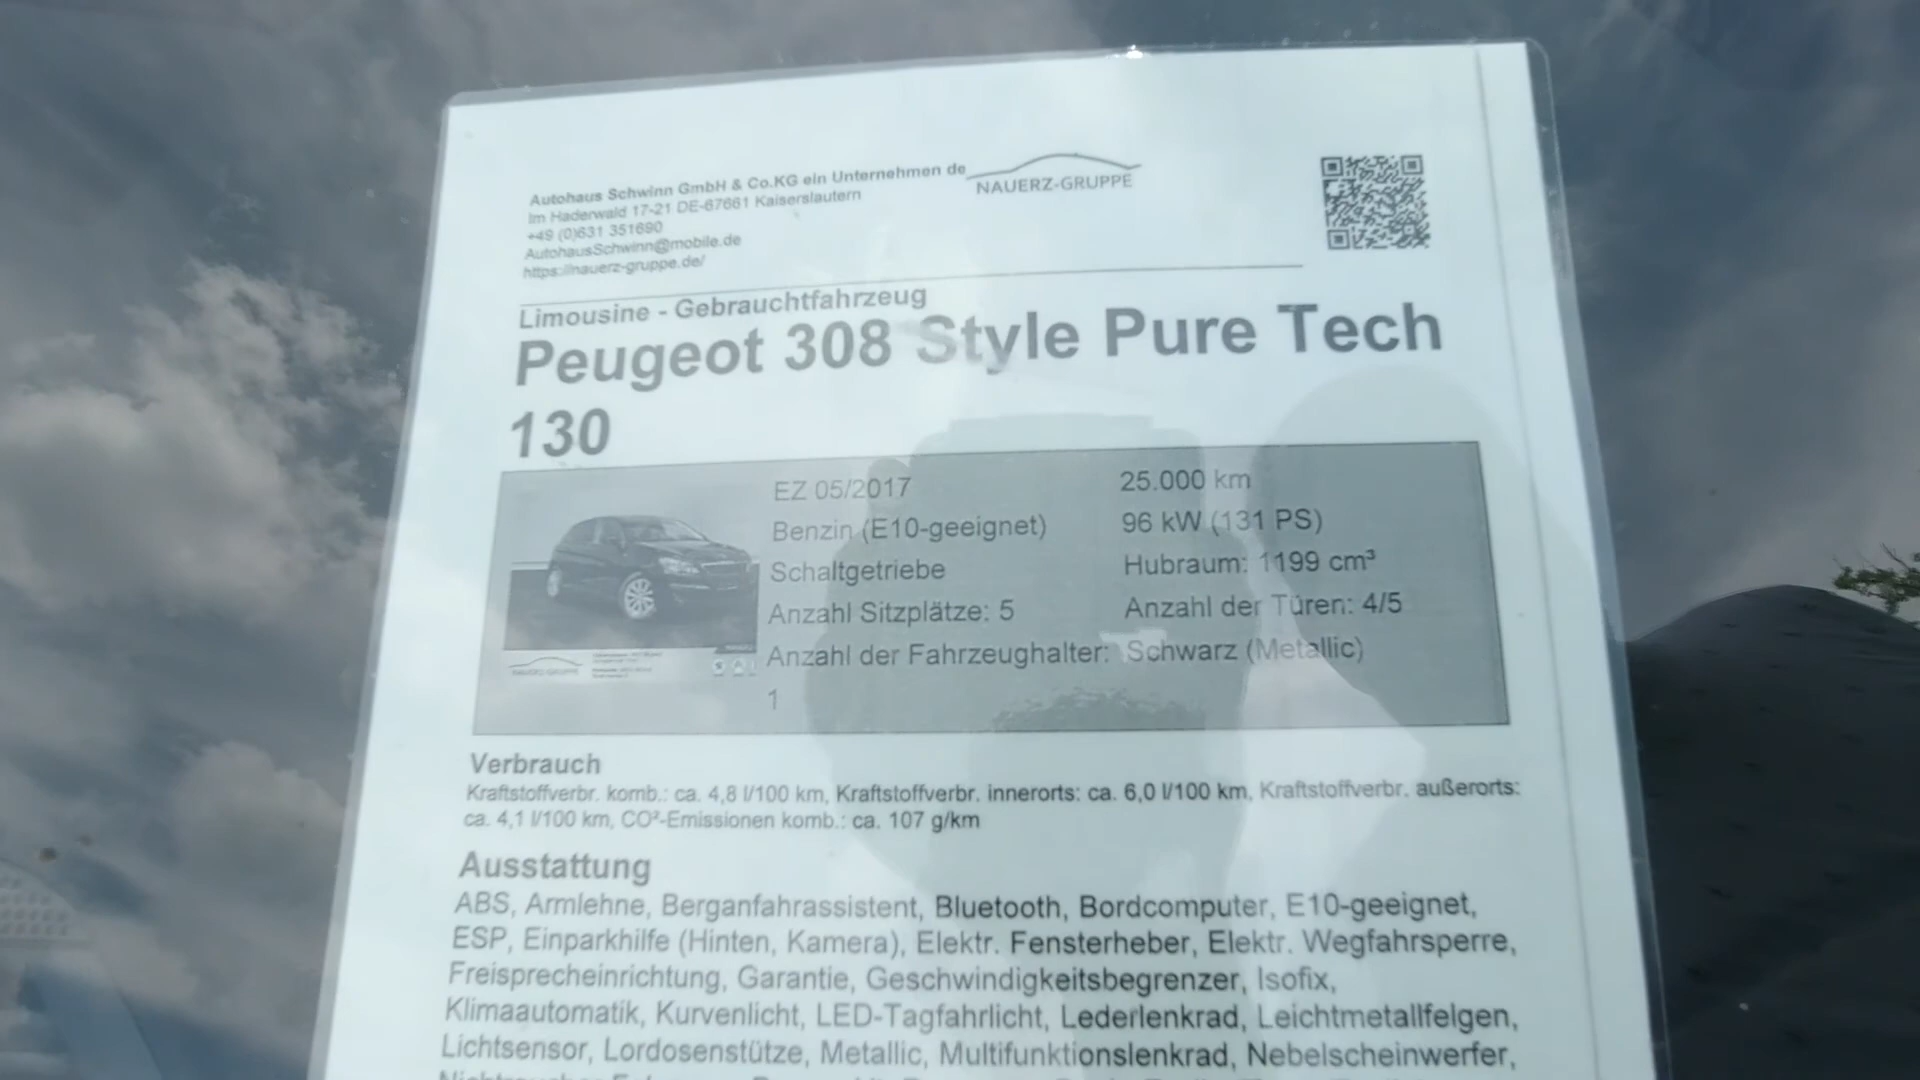 Autohaus Schwinn GmbH & Co.KG ein Unternehmen de
NAUERZ-GRUPPE
Im Haderwald 17-21 DE-67661 Kaiserslautern
+49 (0)631 351690
AutohausSchwinn@mobile.de
https://nauerz-gruppe.de/
Limousine - Gebrauchtfahrzeug
Peugeot 308 Style Pure Tech
130
EZ 05/2017 25.000 km
Benzin (E10-geeignet) 96 kW (131 PS)
Schaltgetriebe Hubraum: 1199 cm³
Anzahl Sitzplätze: 5 Anzahl der Türen: 4/5
Anzahl der Fahrzeughalter: Schwarz (Metallic)
1
NAUERZ-GRUPPE
Verbrauch
Kraftstoffverbr. komb.: ca. 4,8 l/100 km, Kraftstoffverbr. innerorts: ca. 6,0 l/100 km, Kraftstoffverbr. außerorts:
ca. 4,1 l/100 km, CO²-Emissionen komb.: ca. 107 g/km
Ausstattung
ABS, Armlehne, Berganfahrassistent, Bluetooth, Bordcomputer, E10-geeignet,
ESP, Einparkhilfe (Hinten, Kamera), Elektr. Fensterheber, Elektr. Wegfahrsperre,
Freisprecheinrichtung, Garantie, Geschwindigkeitsbegrenzer, Isofix,
Klimaautomatik, Kurvenlicht, LED-Tagfahrlicht, Lederlenkrad, Leichtmetallfelgen,
Lichtsensor, Lordosenstütze, Metallic, Multifunktionslenkrad, Nebelscheinwerfer,